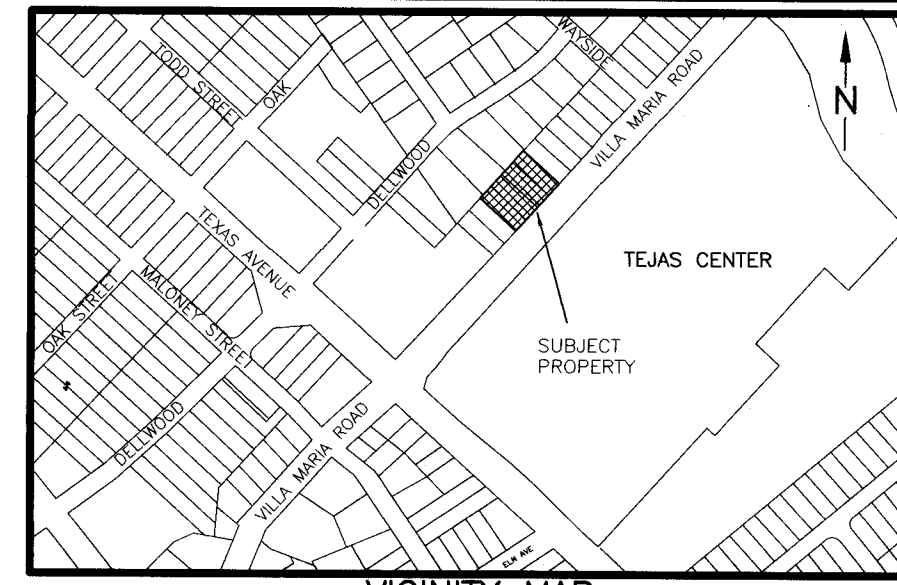 WAYSIDE
TODD STREET
OAK
VILLA MARIA ROAD
N
DELLWOOD
TEXAS AVENUE
TEJAS CENTER
MALONEY STREET
OAK STREET
SUBJECT
PROPERTY
DELLWOOD
VILLA MARIA ROAD
ELM AVE
VICINITY MAP